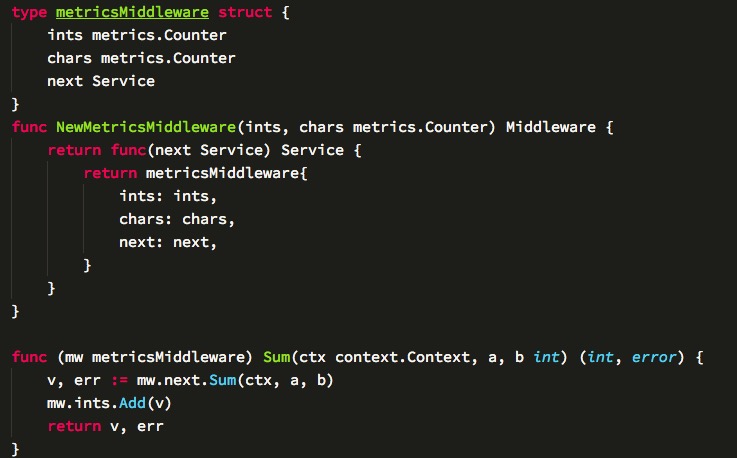 type metricsMiddleware struct {
    ints metrics.Counter
    chars metrics.Counter
    next Service
}
func NewMetricsMiddleware(ints, chars metrics.Counter) Middleware {
    return func(next Service) Service {
        return metricsMiddleware{
            ints: ints,
            chars: chars,
            next: next,
        }
    }
}

func (mw metricsMiddleware) Sum(ctx context.Context, a, b int) (int, error) {
    v, err := mw.next.Sum(ctx, a, b)
    mw.ints.Add(v)
    return v, err
}